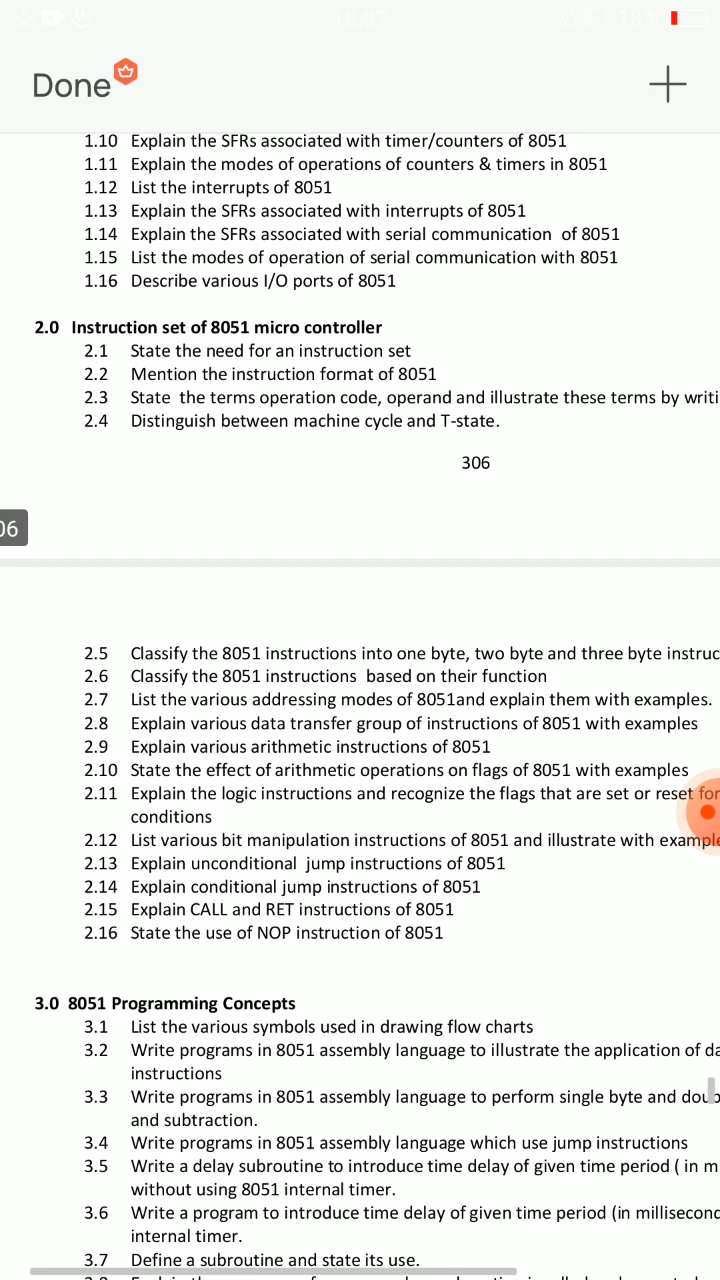 18:37
18%
Done
1.10 Explain the SFRs associated with timer/counters of 8051
1.11 Explain the modes of operations of counters & timers in 8051
1.12 List the interrupts of 8051
1.13 Explain the SFRs associated with interrupts of 8051
1.14 Explain the SFRs associated with serial communication of 8051
1.15 List the modes of operation of serial communication with 8051
1.16 Describe various I/O ports of 8051
2.0 Instruction set of 8051 micro controller
2.1 State the need for an instruction set
2.2 Mention the instruction format of 8051
2.3 State the terms operation code, operand and illustrate these terms by writi
2.4 Distinguish between machine cycle and T-state.
306
06
2.5 Classify the 8051 instructions into one byte, two byte and three byte instruc
2.6 Classify the 8051 instructions based on their function
2.7 List the various addressing modes of 8051and explain them with examples.
2.8 Explain various data transfer group of instructions of 8051 with examples
2.9 Explain various arithmetic instructions of 8051
2.10 State the effect of arithmetic operations on flags of 8051 with examples
2.11 Explain the logic instructions and recognize the flags that are set or reset for
conditions
2.12 List various bit manipulation instructions of 8051 and illustrate with example
2.13 Explain unconditional jump instructions of 8051
2.14 Explain conditional jump instructions of 8051
2.15 Explain CALL and RET instructions of 8051
2.16 State the use of NOP instruction of 8051
3.0 8051 Programming Concepts
3.1 List the various symbols used in drawing flow charts
3.2 Write programs in 8051 assembly language to illustrate the application of da
instructions
3.3 Write programs in 8051 assembly language to perform single byte and doub
and subtraction.
3.4 Write programs in 8051 assembly language which use jump instructions
3.5 Write a delay subroutine to introduce time delay of given time period ( in m
without using 8051 internal timer.
3.6 Write a program to introduce time delay of given time period (in millisecond
internal timer.
3.7 Define a subroutine and state its use.